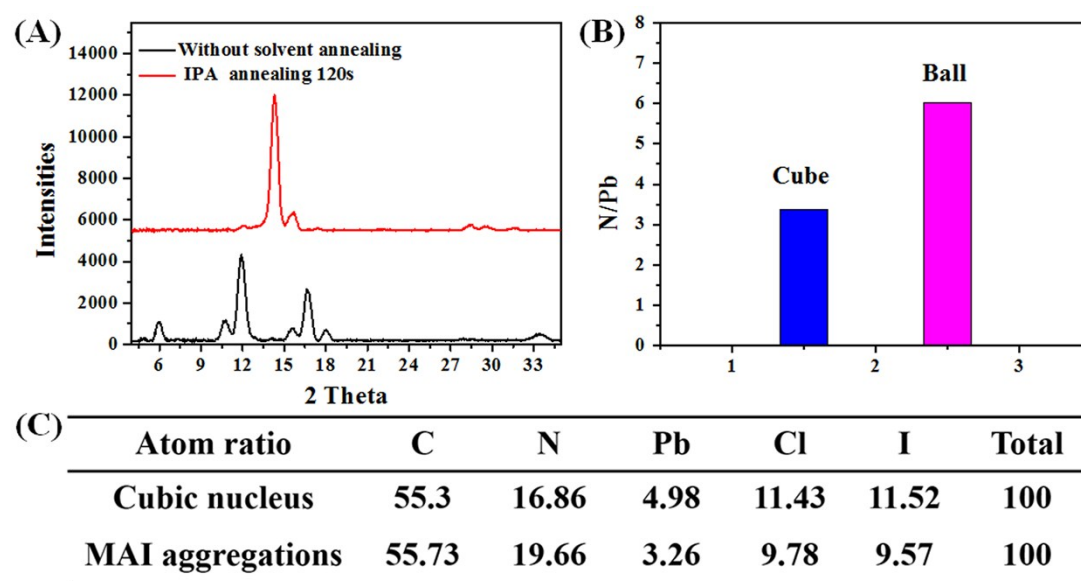 (A)
Without solvent annealing
IPA annealing 120s
14000
12000
10000
8000
6000
4000
2000
0
Intensities
6 9 12 15 18 21 24 27 30 33
2 Theta
(B)
8
7
6
5
4
3
2
1
0
N/Pb
Cube
Ball
1 2 3
(C)
Atom ratio C N Pb Cl I Total
Cubic nucleus 55.3 16.86 4.98 11.43 11.52 100
MAI aggregations 55.73 19.66 3.26 9.78 9.57 100